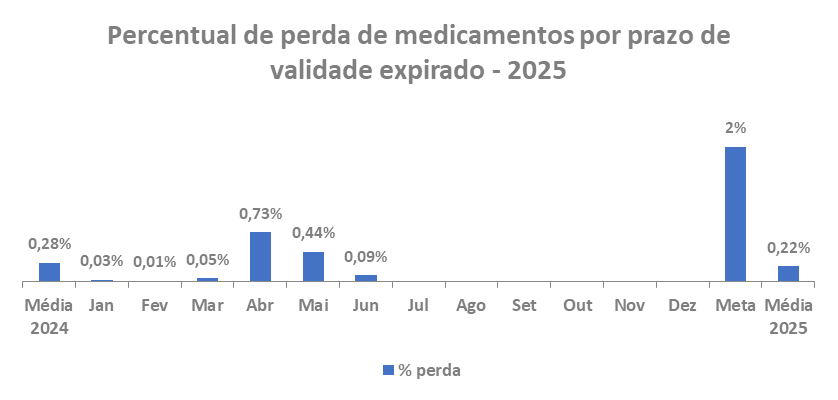 Percentual de perda de medicamentos por prazo de
validade expirado - 2025
2%
0,73%
0,44%
0,28%
0,22%
0,09%
0,05%
0,03%
0,01%
Média Jan Fev Mar Abr Mai Jun Jul Ago Set Out Nov Dez Meta Média
2024 2025
% perda